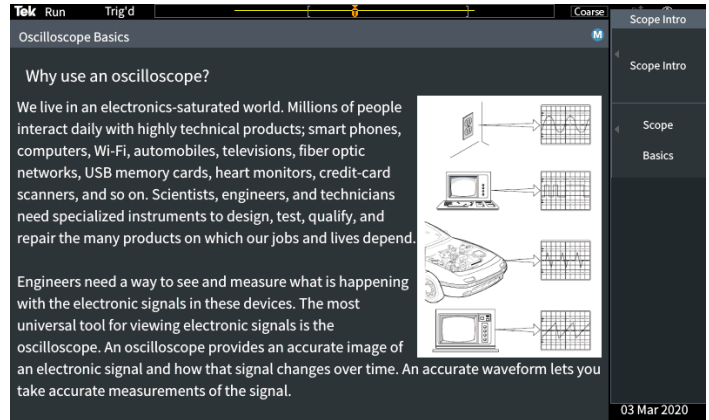 Tek Run Trig'd Coarse
Scope Intro
Oscilloscope Basics M
Scope Intro
Scope
Basics
Why use an oscilloscope?
We live in an electronics-saturated world. Millions of people
interact daily with highly technical products; smart phones,
computers, Wi-Fi, automobiles, televisions, fiber optic
networks, USB memory cards, heart monitors, credit-card
scanners, and so on. Scientists, engineers, and technicians
need specialized instruments to design, test, qualify, and
repair the many products on which our jobs and lives depend.
Engineers need a way to see and measure what is happening
with the electronic signals in these devices. The most
universal tool for viewing electronic signals is the
oscilloscope. An oscilloscope provides an accurate image of
an electronic signal and how that signal changes over time. An accurate waveform lets you
take accurate measurements of the signal.
03 Mar 2020